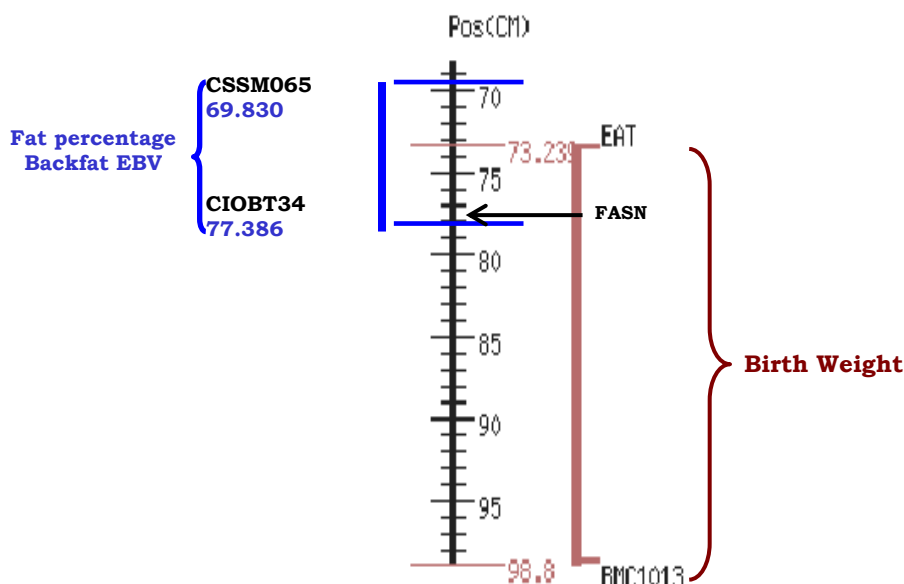 Pos(CM)
CSSM065
69.830
Fat percentage
Backfat EBV
CIOBT34
77.386
70
73.239
EAT
75
FASN
80
85
Birth Weight
90
95
98.8
BMC1013